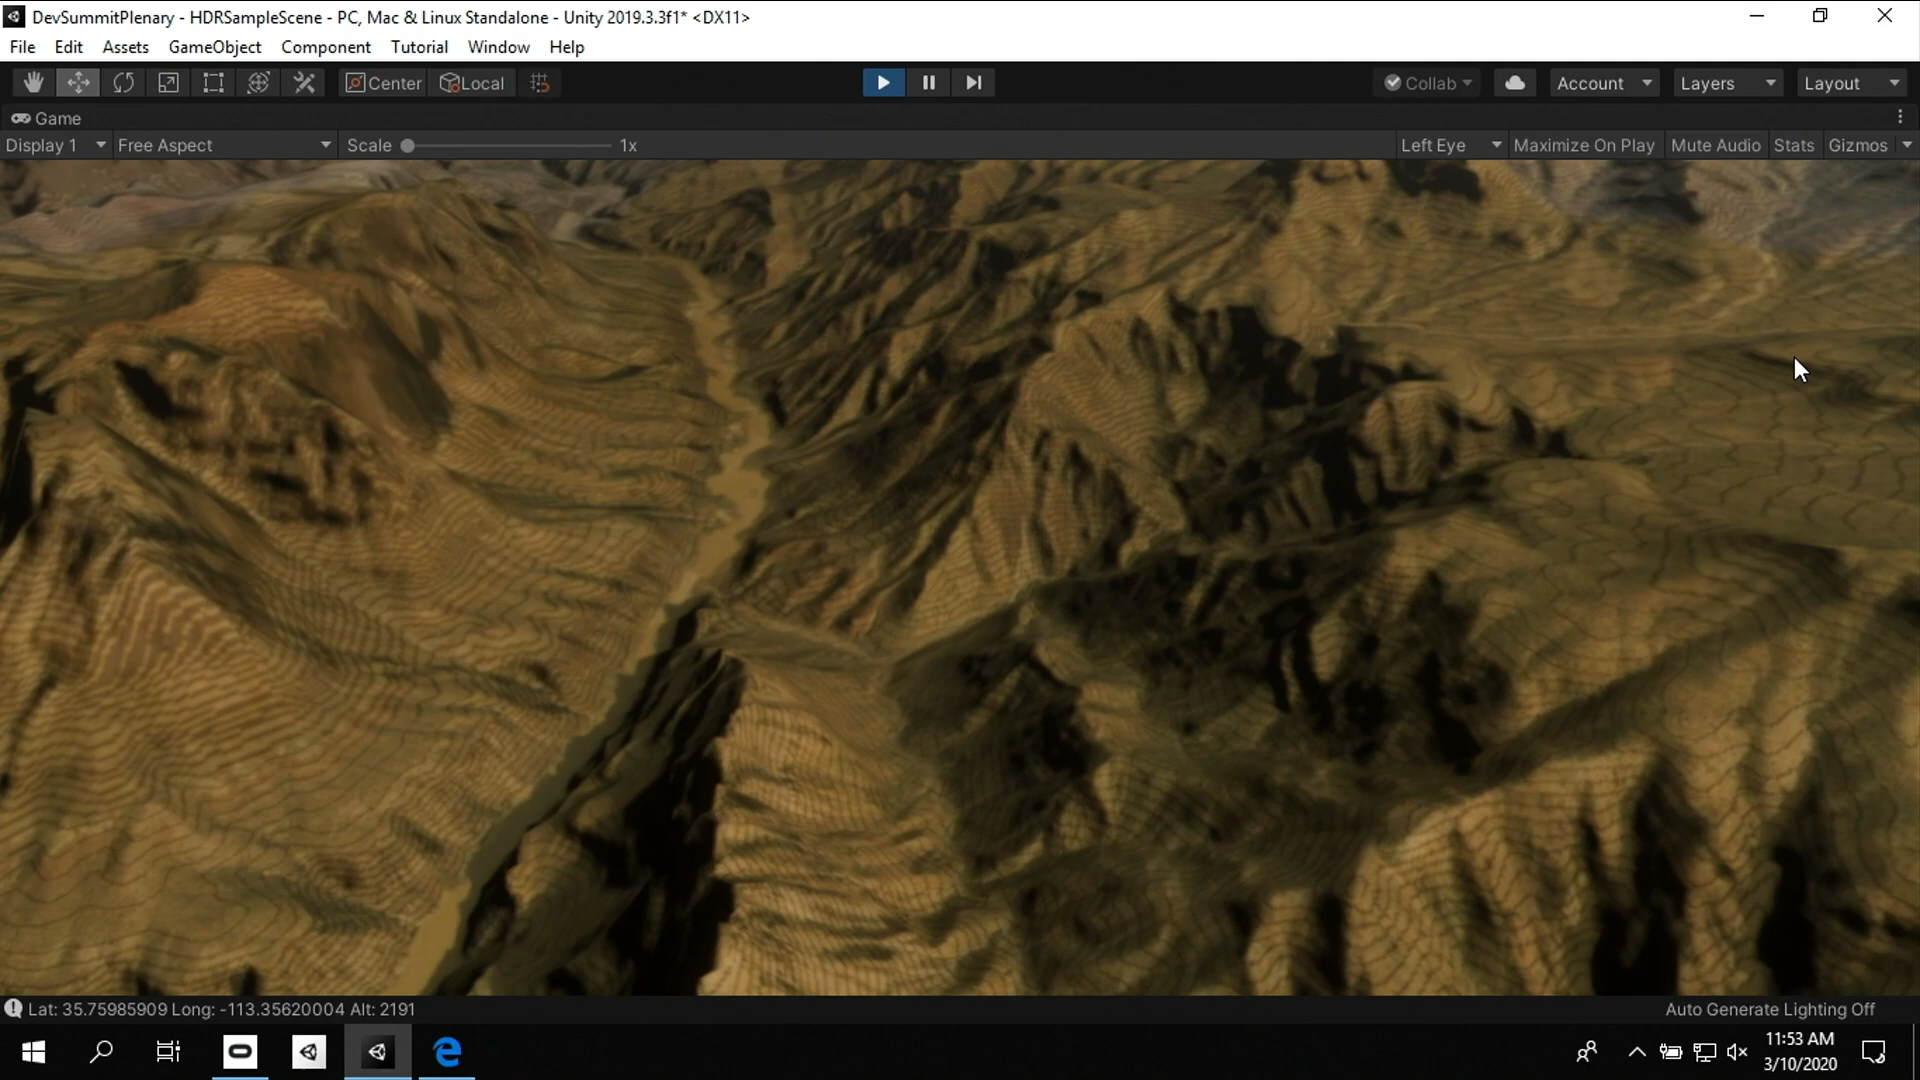 DevSummitPlenary - HDRSampleScene - PC, Mac & Linux Standalone - Unity 2019.3.3f1* <DX11>
File Edit Assets GameObject Component Tutorial Window Help
Center Local Collab Account Layers Layout
Game
Display 1 Free Aspect Scale 1x Left Eye Maximize On Play Mute Audio Stats Gizmos
Lat: 35.75985909 Long: -113.35620004 Alt: 2191 Auto Generate Lighting Off
11:53 AM
3/10/2020